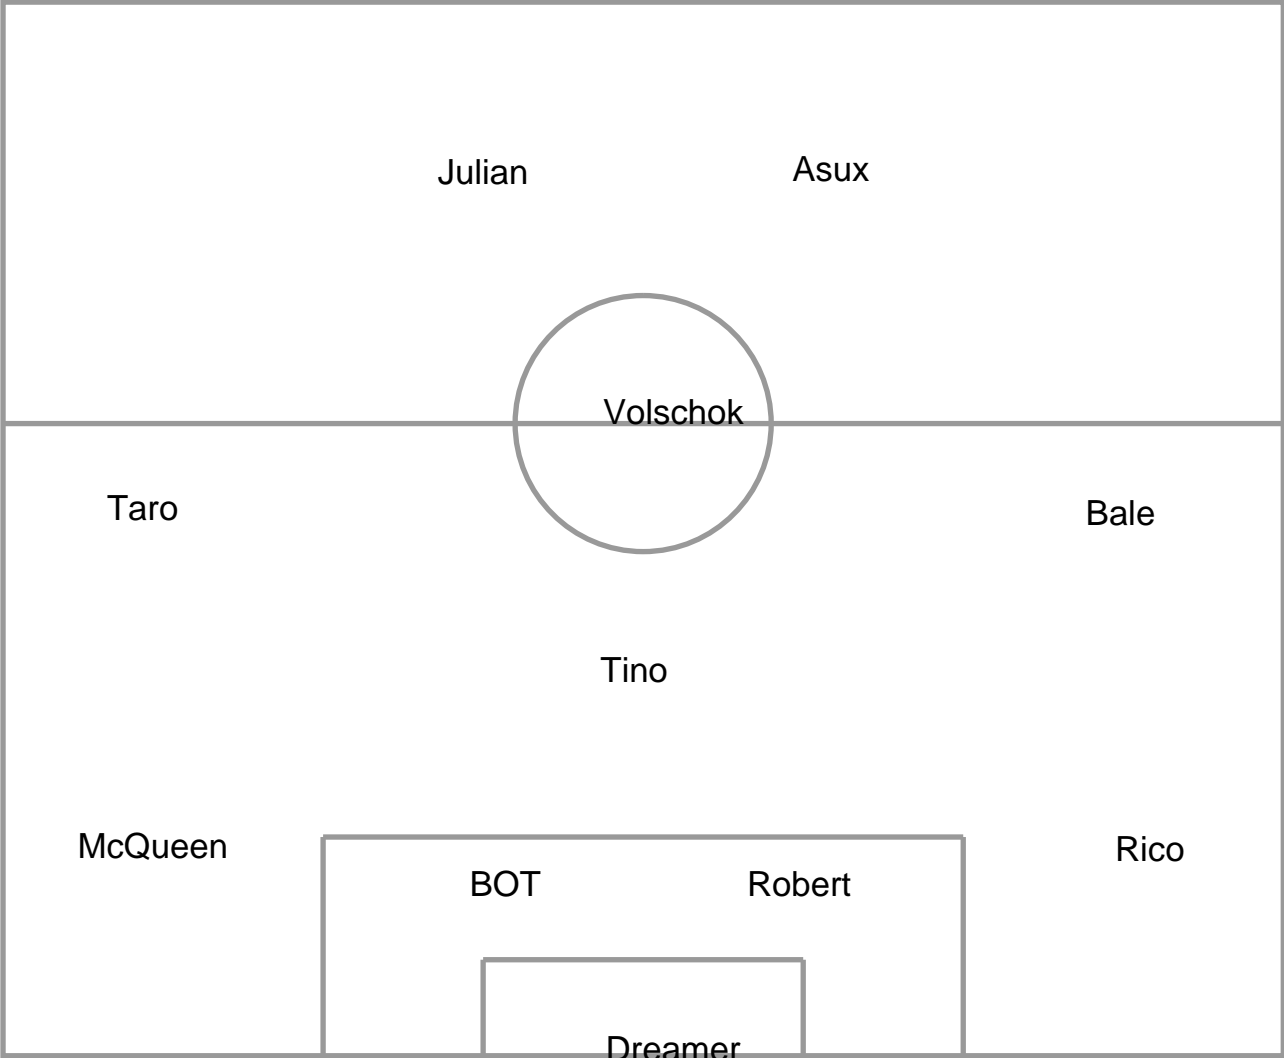 Julian
Asux
Volschok
Taro
Bale
Tino
McQueen
Rico
BOT
Robert
Dreamer